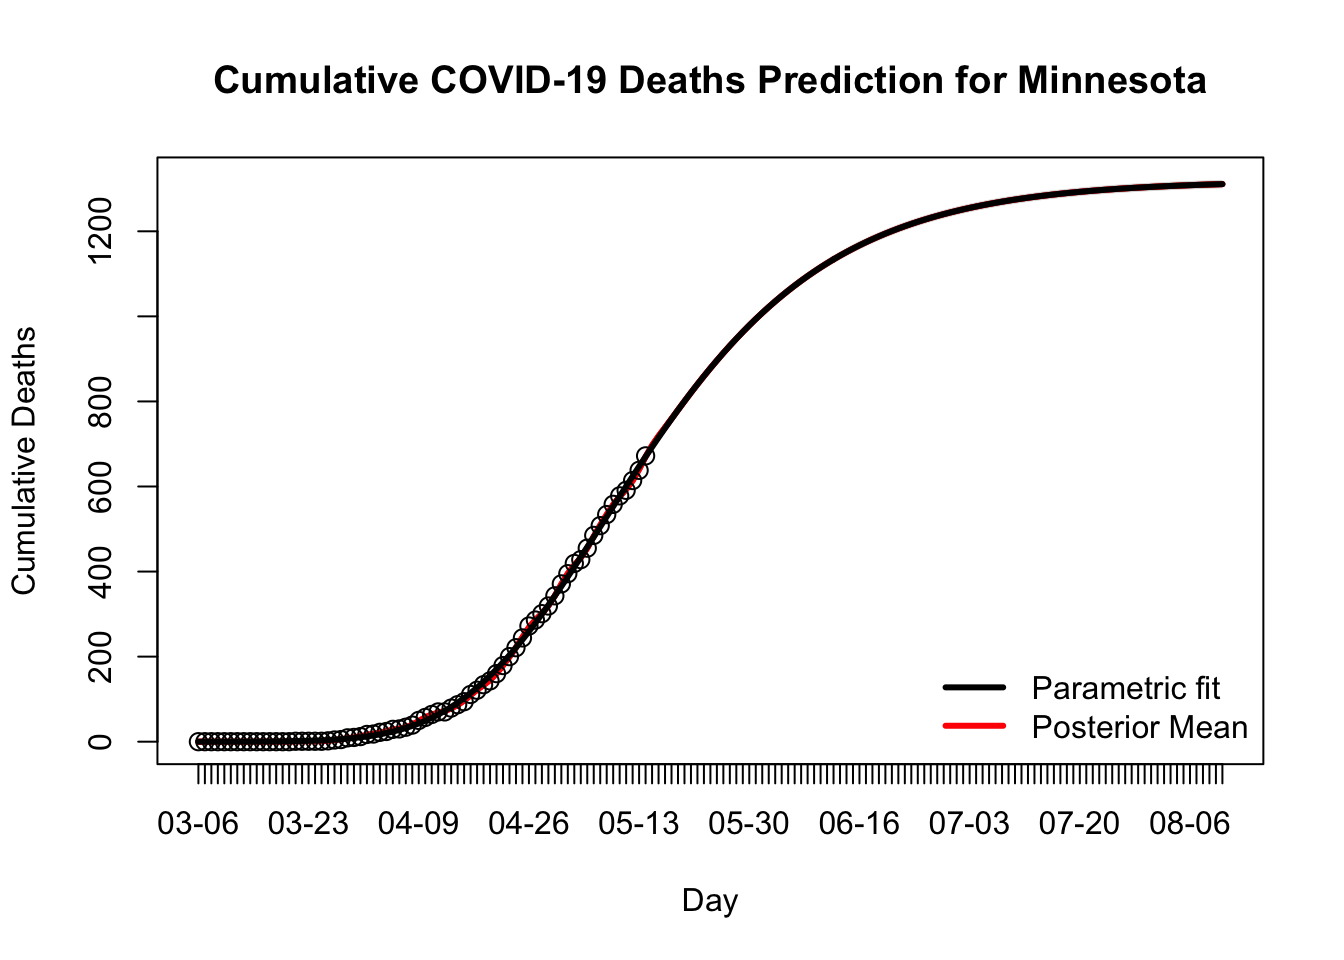 Cumulative COVID-19 Deaths Prediction for Minnesota
Cumulative Deaths
1200
800
600
400
200
0
Parametric fit
Posterior Mean
03-06 03-23 04-09 04-26 05-13 05-30 06-16 07-03 07-20 08-06
Day